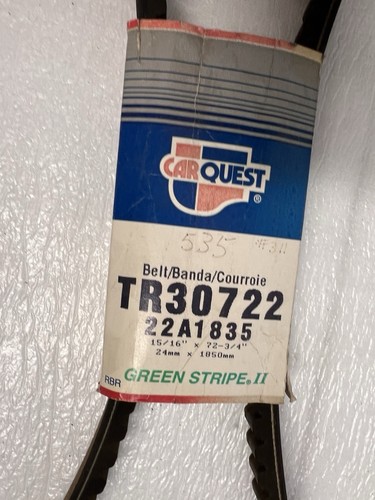 CARQUEST®
535
Belt/Banda/Courroie
TR30722
22A1835
15/16" x 72-3/4"
24mm x 1850mm
RBR GREEN STRIPE® II